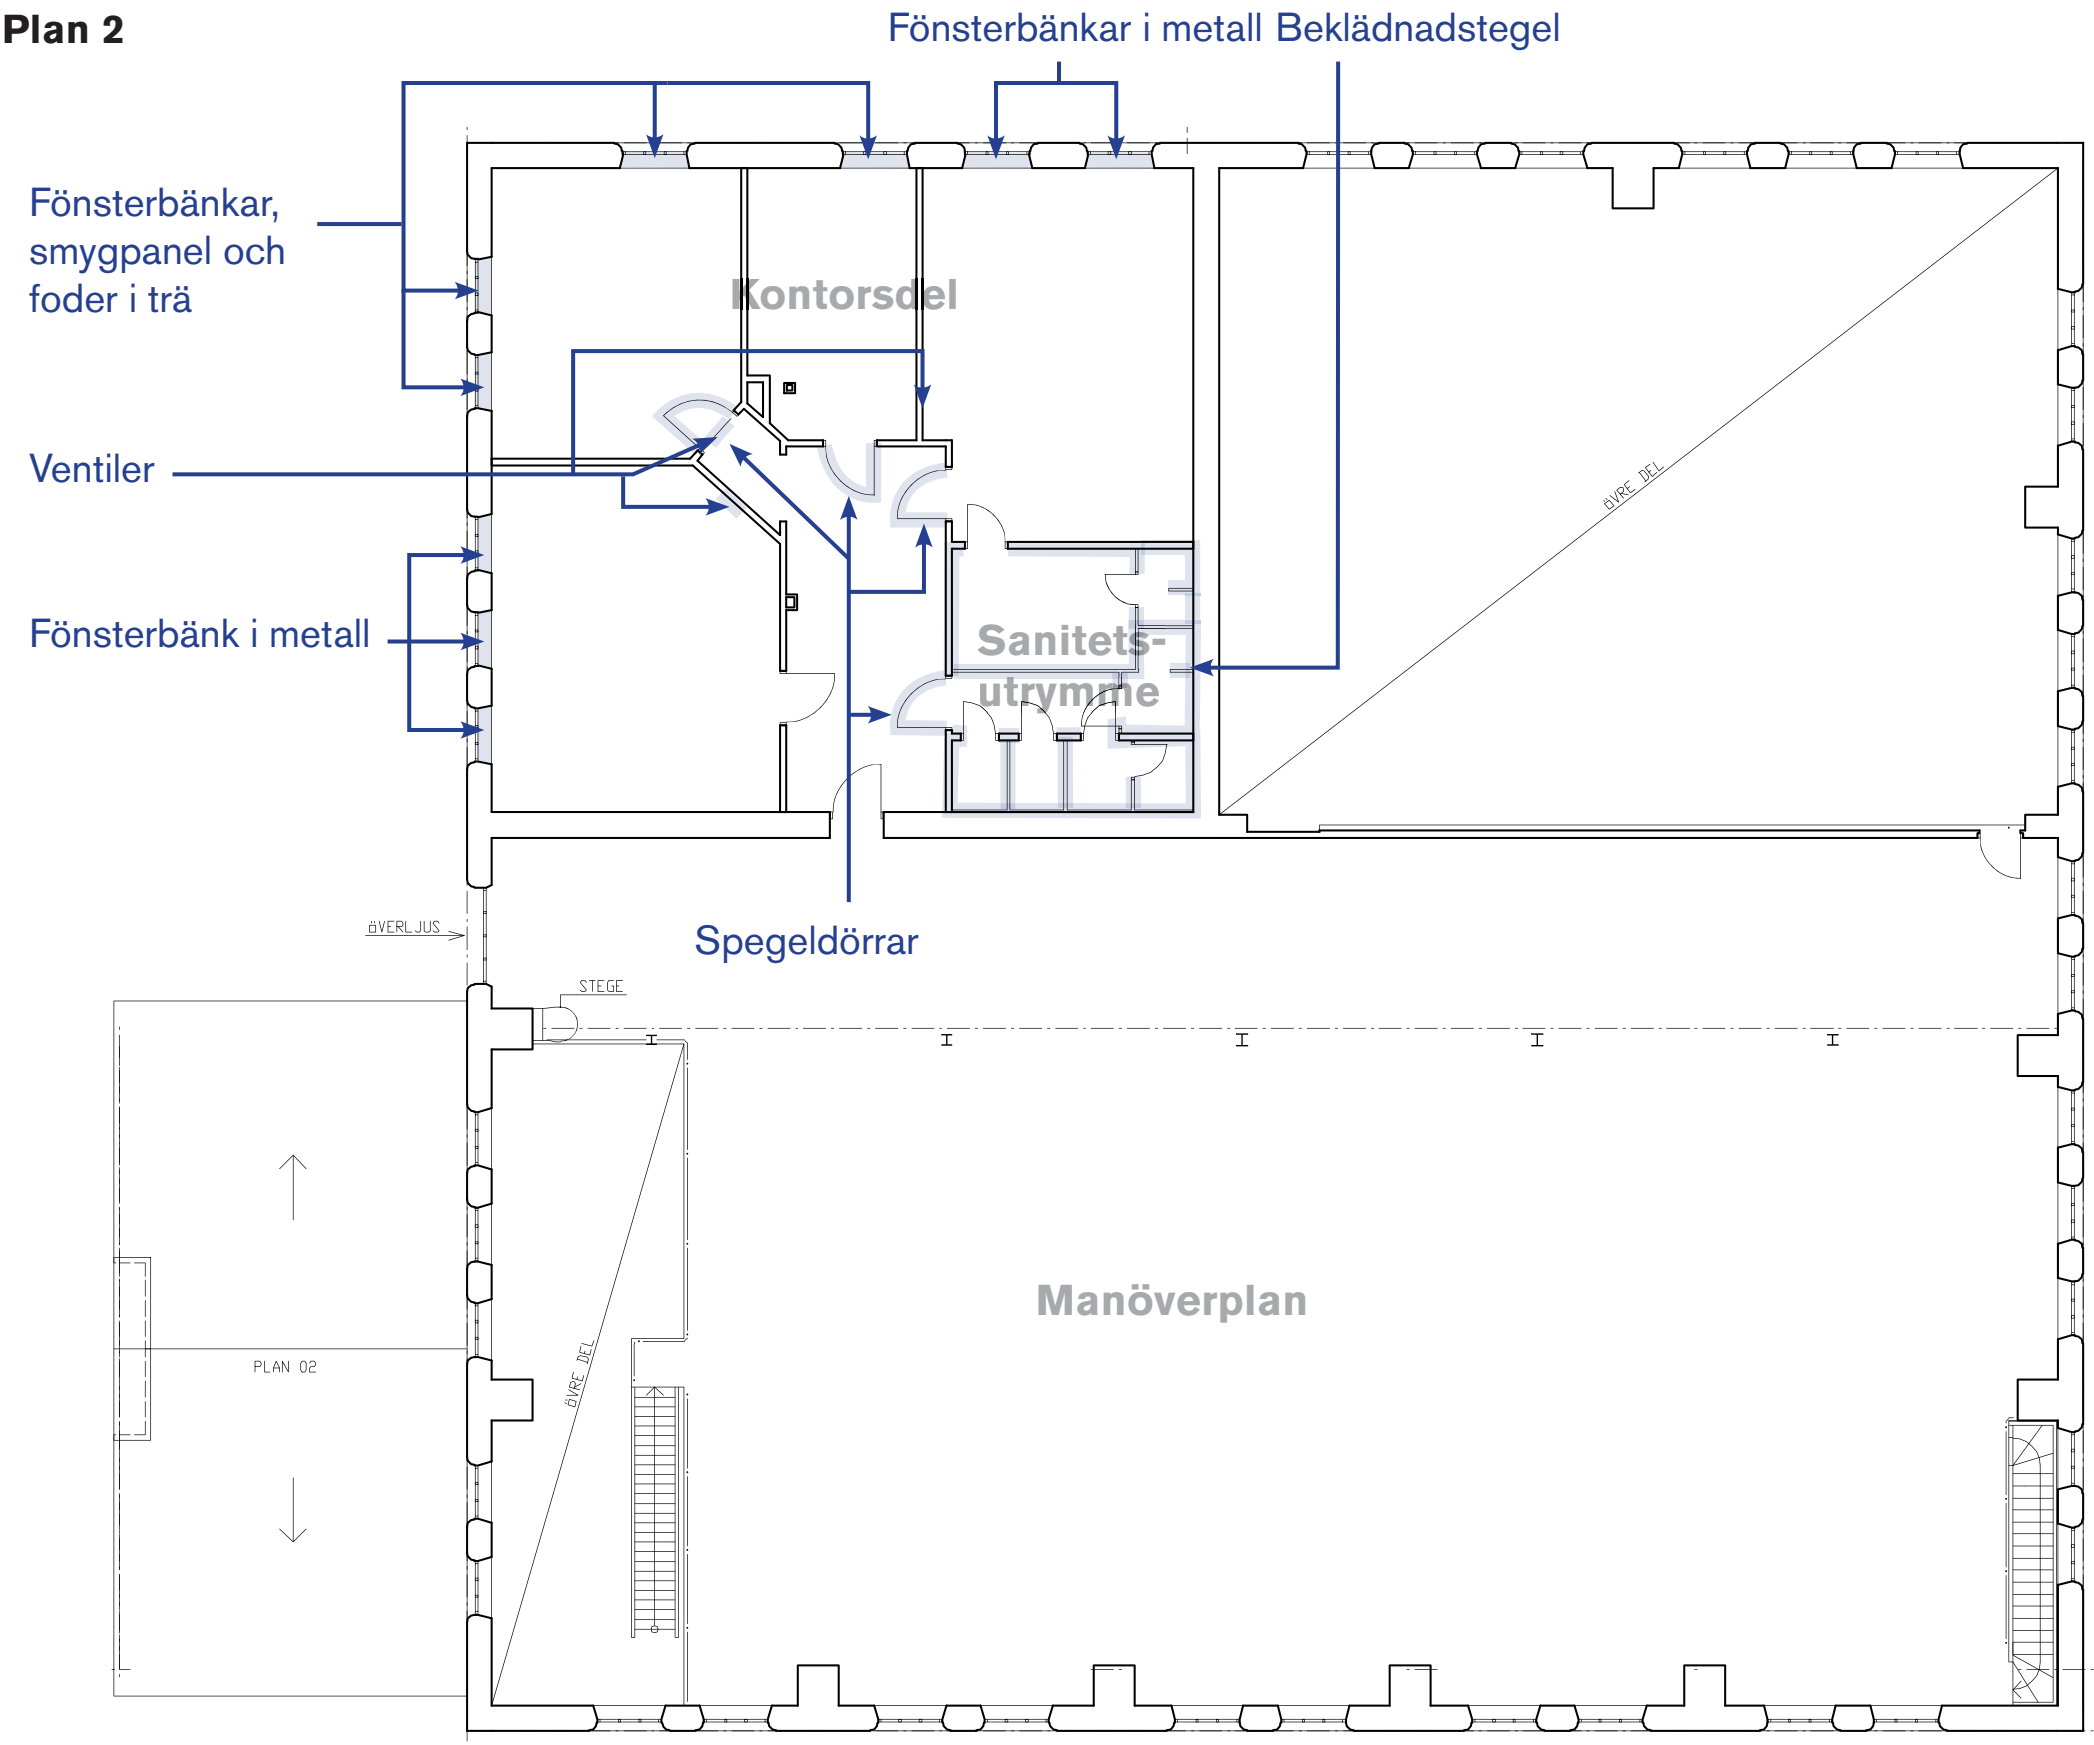 Plan 2
Fönsterbänkar i metall Beklädnadstegel
Fönsterbänkar,
smygpanel och
foder i trä
Kontorsdel
Ventiler
ÖVRE DEL
Fönsterbänk i metall
Sanitets-
utrymme
ÖVERLJUS
Spegeldörrar
STEGE
Manöverplan
PLAN 02
ÖVRE DEL